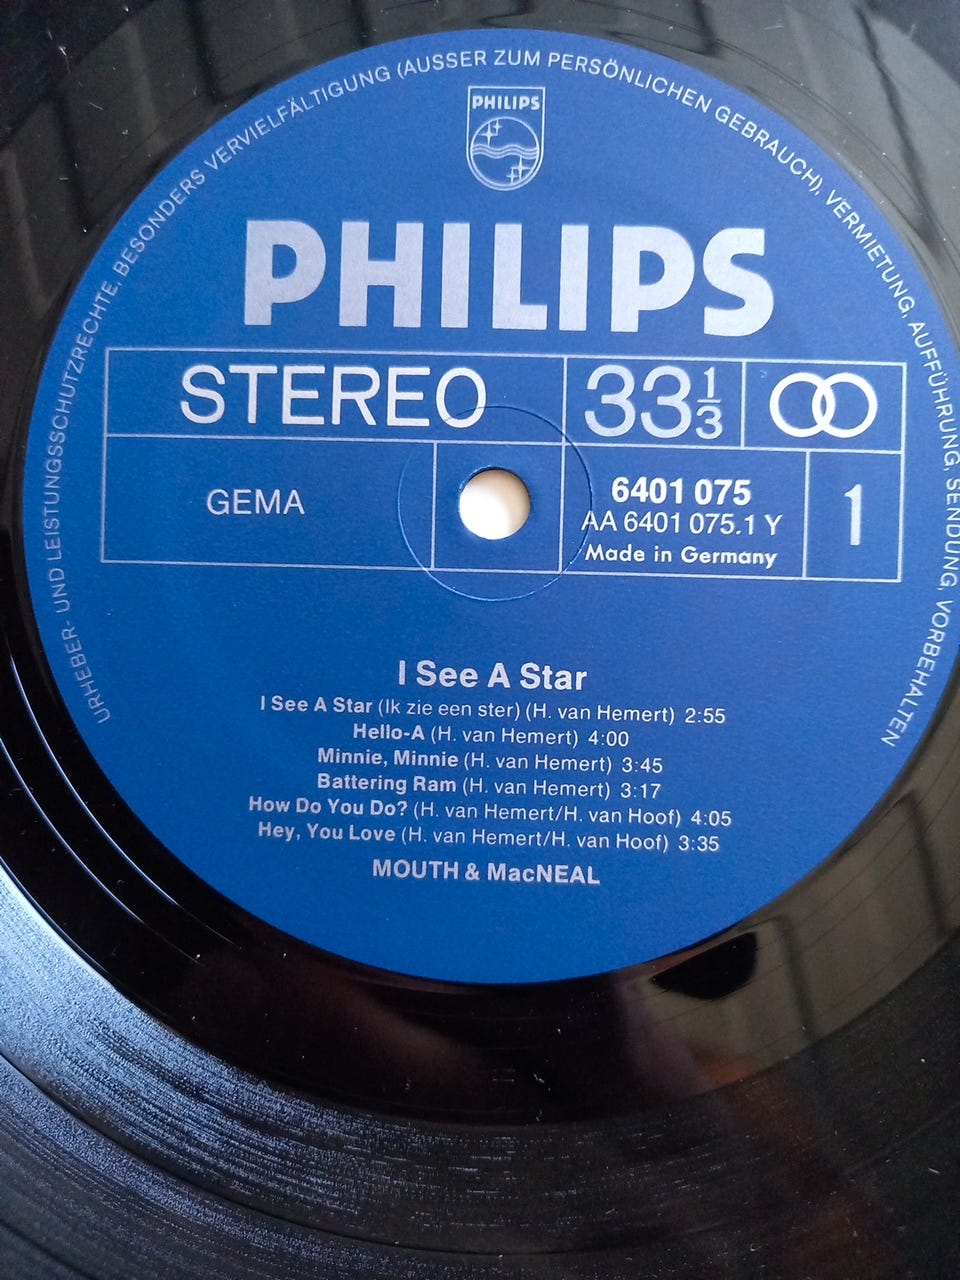 URHEBER- UND LEISTUNGSSCHUTZRECHTE, BESONDERS VERVIELFÄLTIGUNG (AUSSER ZUM PERSÖNLICHEN GEBRAUCH), VERMIETUNG, AUFFÜHRUNG, SENDUNG, VORBEHALTEN
PHILIPS
PHILIPS
STEREO 33 1/3
GEMA
6401 075
AA 6401 075.1 Y
Made in Germany
1
I See A Star
I See A Star (Ik zie een ster) (H. van Hemert) 2:55
Hello-A (H. van Hemert) 4:00
Minnie, Minnie (H. van Hemert) 3:45
Battering Ram (H. van Hemert) 3:17
How Do You Do? (H. van Hemert/H. van Hoof) 4:05
Hey, You Love (H. van Hemert/H. van Hoof) 3:35
MOUTH & MacNEAL